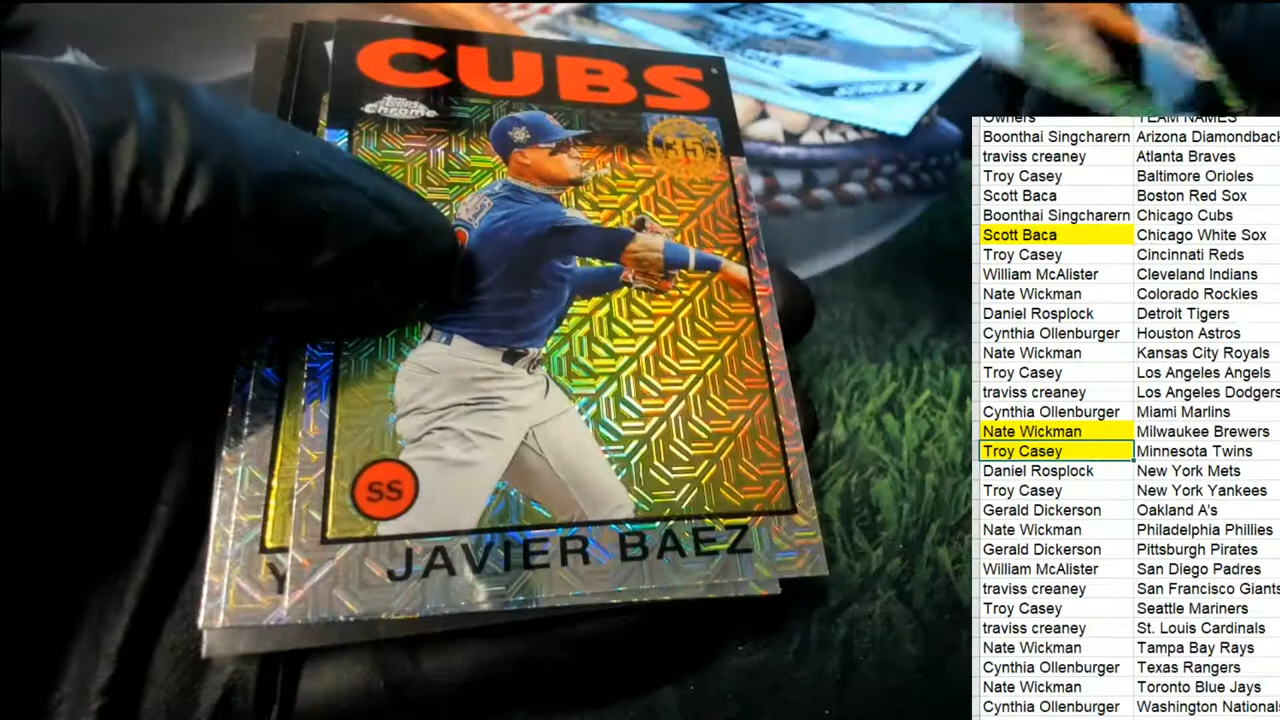 CUBS
Topps
Chrome
35
SS
JAVIER BAEZ
Y
SERIES 1
Owners TEAM NAMES
Boonthai Singcharern Arizona Diamondback
traviss creaney Atlanta Braves
Troy Casey Baltimore Orioles
Scott Baca Boston Red Sox
Boonthai Singcharern Chicago Cubs
Scott Baca Chicago White Sox
Troy Casey Cincinnati Reds
William McAlister Cleveland Indians
Nate Wickman Colorado Rockies
Daniel Rosplock Detroit Tigers
Cynthia Ollenburger Houston Astros
Nate Wickman Kansas City Royals
Troy Casey Los Angeles Angels
traviss creaney Los Angeles Dodgers
Cynthia Ollenburger Miami Marlins
Nate Wickman Milwaukee Brewers
Troy Casey Minnesota Twins
Daniel Rosplock New York Mets
Troy Casey New York Yankees
Gerald Dickerson Oakland A's
Nate Wickman Philadelphia Phillies
Gerald Dickerson Pittsburgh Pirates
William McAlister San Diego Padres
traviss creaney San Francisco Giants
Troy Casey Seattle Mariners
traviss creaney St. Louis Cardinals
Nate Wickman Tampa Bay Rays
Cynthia Ollenburger Texas Rangers
Nate Wickman Toronto Blue Jays
Cynthia Ollenburger Washington National